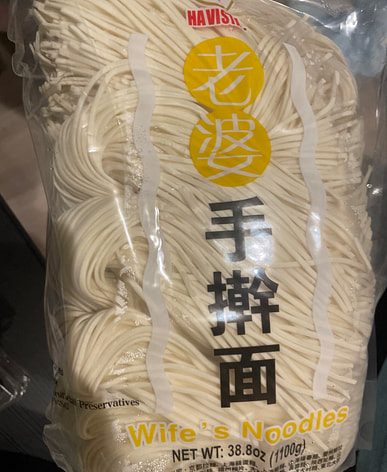 HAVISTA
老婆
手擀面
Preservatives
Wife's Noodles
NET WT: 38.8oz (1100g)